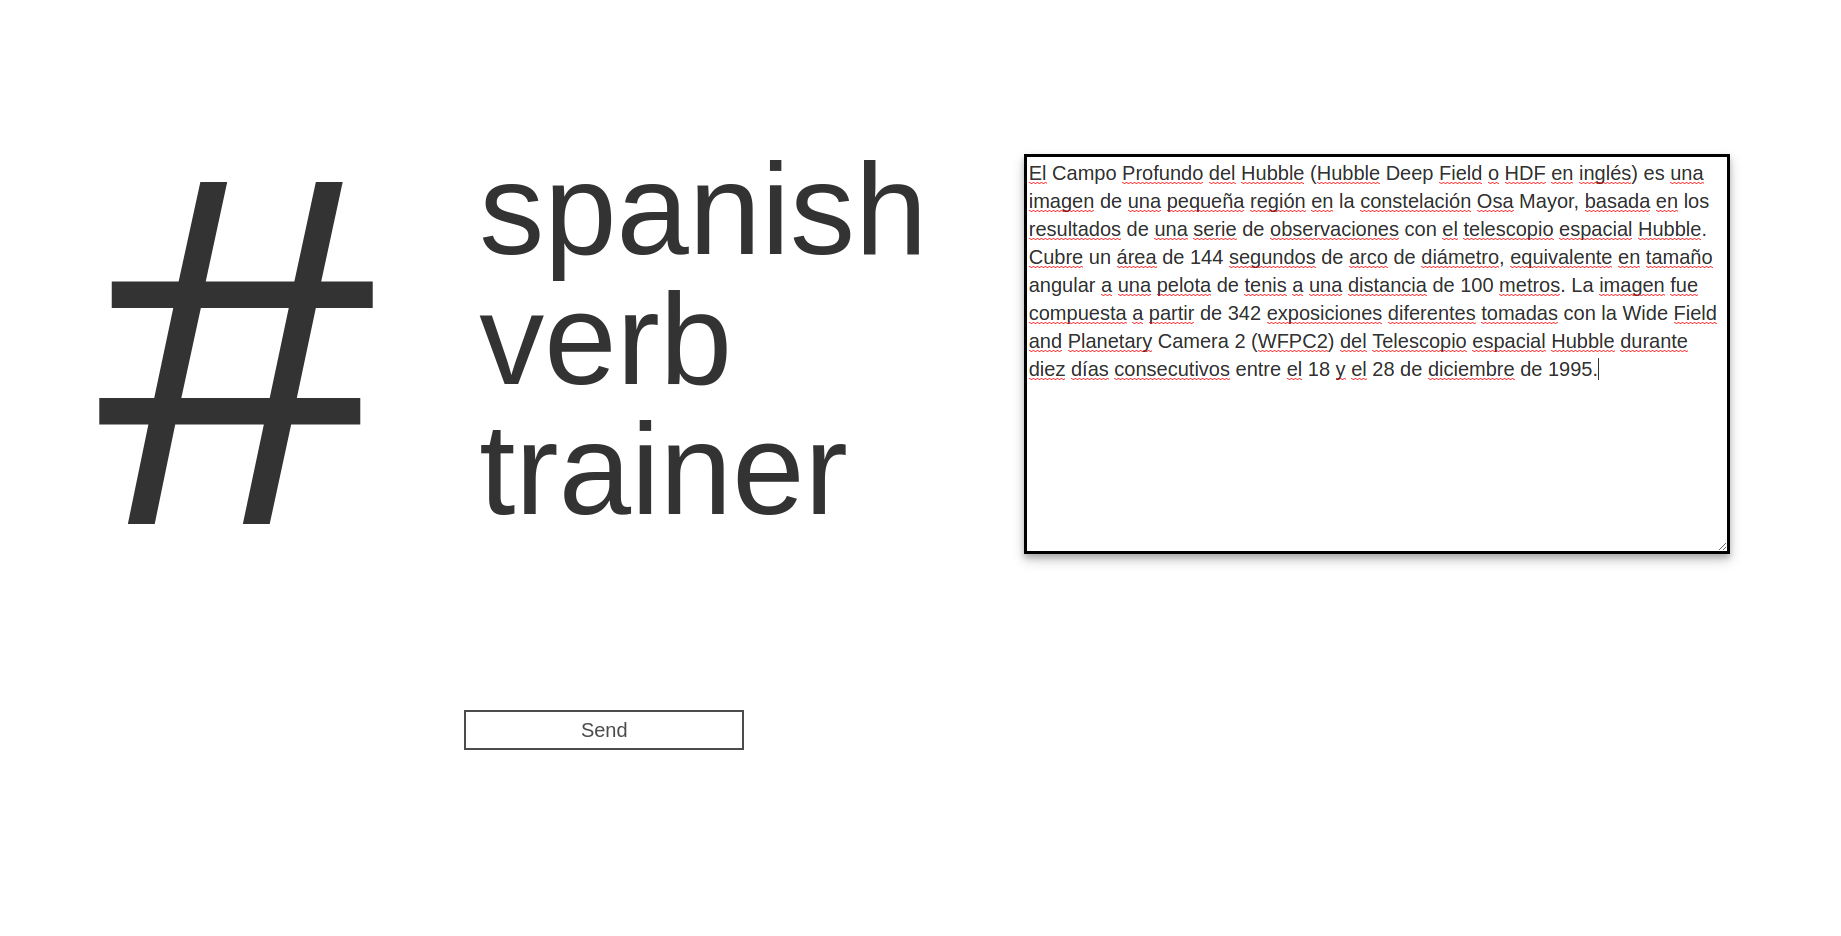 #
spanish
verb
trainer
El Campo Profundo del Hubble (Hubble Deep Field o HDF en inglés) es una
imagen de una pequeña región en la constelación Osa Mayor, basada en los
resultados de una serie de observaciones con el telescopio espacial Hubble.
Cubre un área de 144 segundos de arco de diámetro, equivalente en tamaño
angular a una pelota de tenis a una distancia de 100 metros. La imagen fue
compuesta a partir de 342 exposiciones diferentes tomadas con la Wide Field
and Planetary Camera 2 (WFPC2) del Telescopio espacial Hubble durante
diez días consecutivos entre el 18 y el 28 de diciembre de 1995.
Send